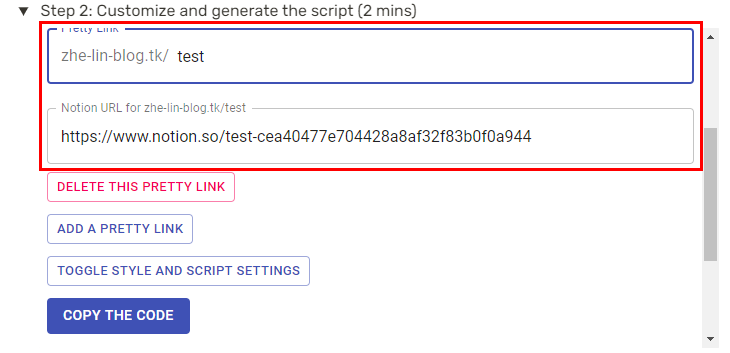 ▼ Step 2: Customize and generate the script (2 mins)
Pretty Link
zhe-lin-blog.tk/ test
Notion URL for zhe-lin-blog.tk/test
https://www.notion.so/test-cea40477e704428a8af32f83b0f0a944
DELETE THIS PRETTY LINK
ADD A PRETTY LINK
TOGGLE STYLE AND SCRIPT SETTINGS
COPY THE CODE